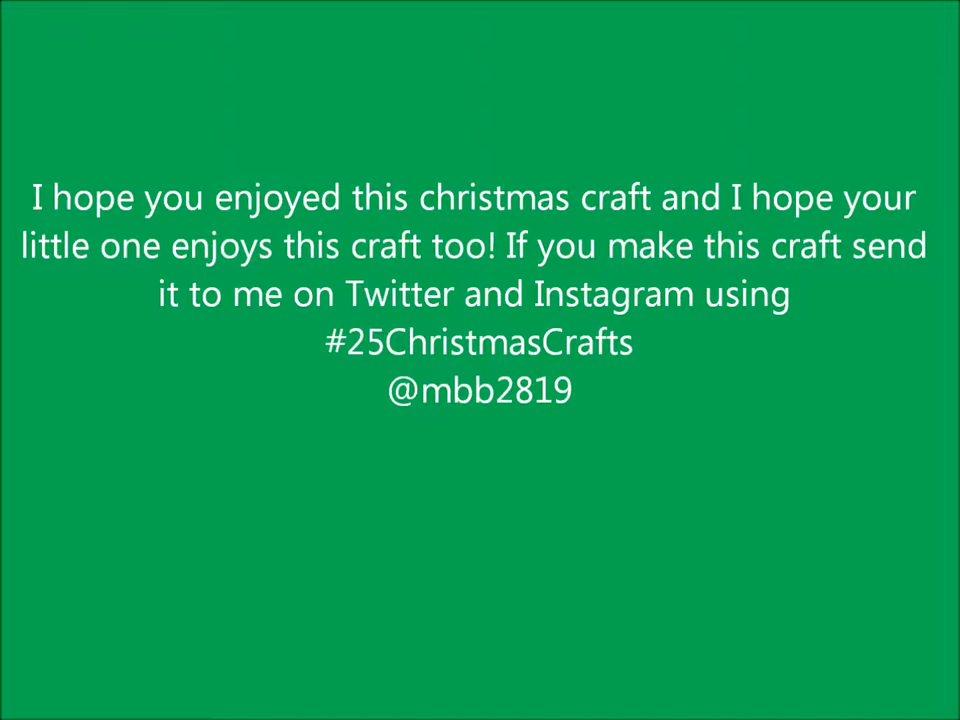 I hope you enjoyed this christmas craft and I hope your
little one enjoys this craft too! If you make this craft send
it to me on Twitter and Instagram using
#25ChristmasCrafts
@mbb2819